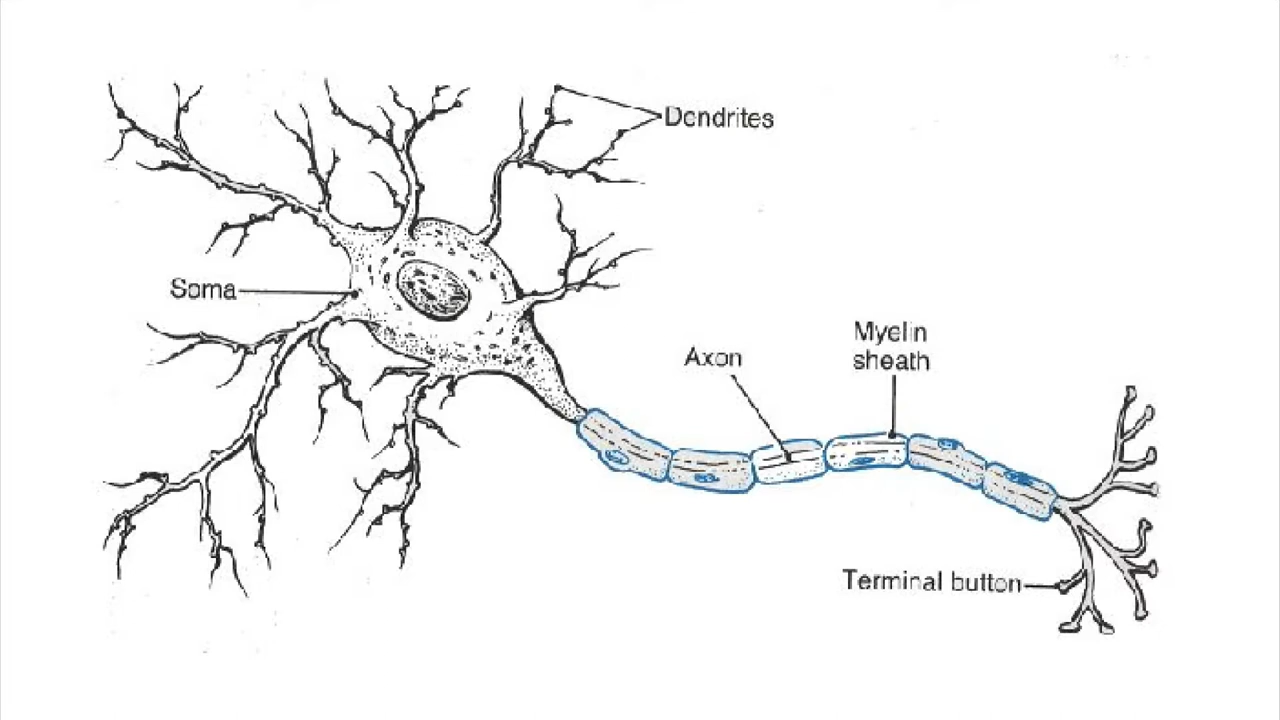 Dendrites
Soma
Axon
Myelin
sheath
Terminal button